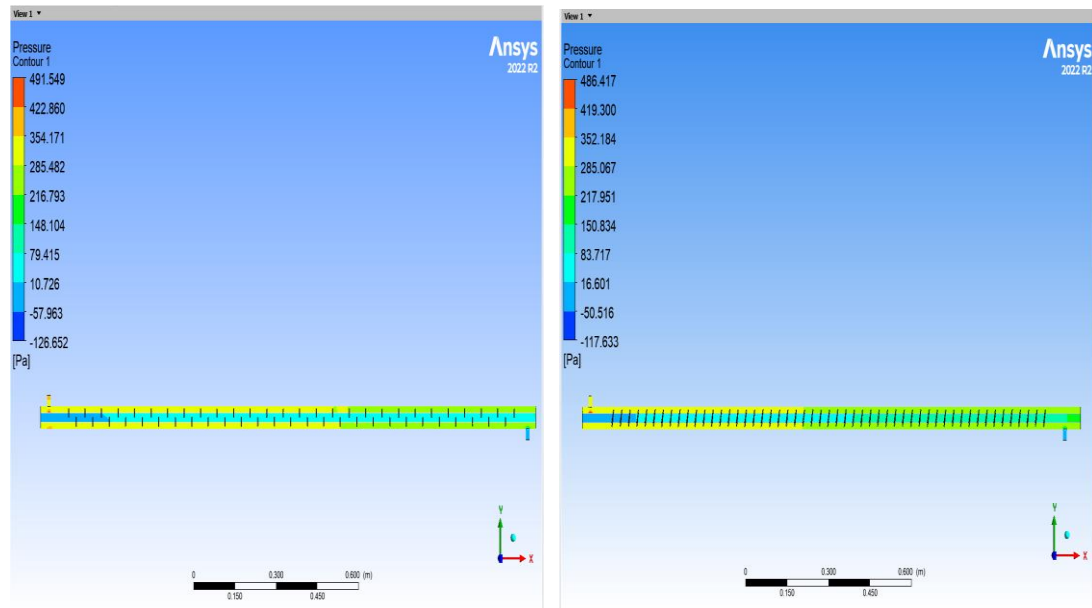 View 1 ▼
Ansys
2022 R2
Pressure
Contour 1
491.549
422.860
354.171
285.482
216.793
148.104
79.415
10.726
-57.963
-126.652
[Pa]
Y
X
0 0.300 0.600 (m)
0.150 0.450
View 1 ▼
Ansys
2022 R2
Pressure
Contour 1
486.417
419.300
352.184
285.067
217.951
150.834
83.717
16.601
-50.516
-117.633
[Pa]
Y
X
0 0.300 0.600 (m)
0.150 0.450